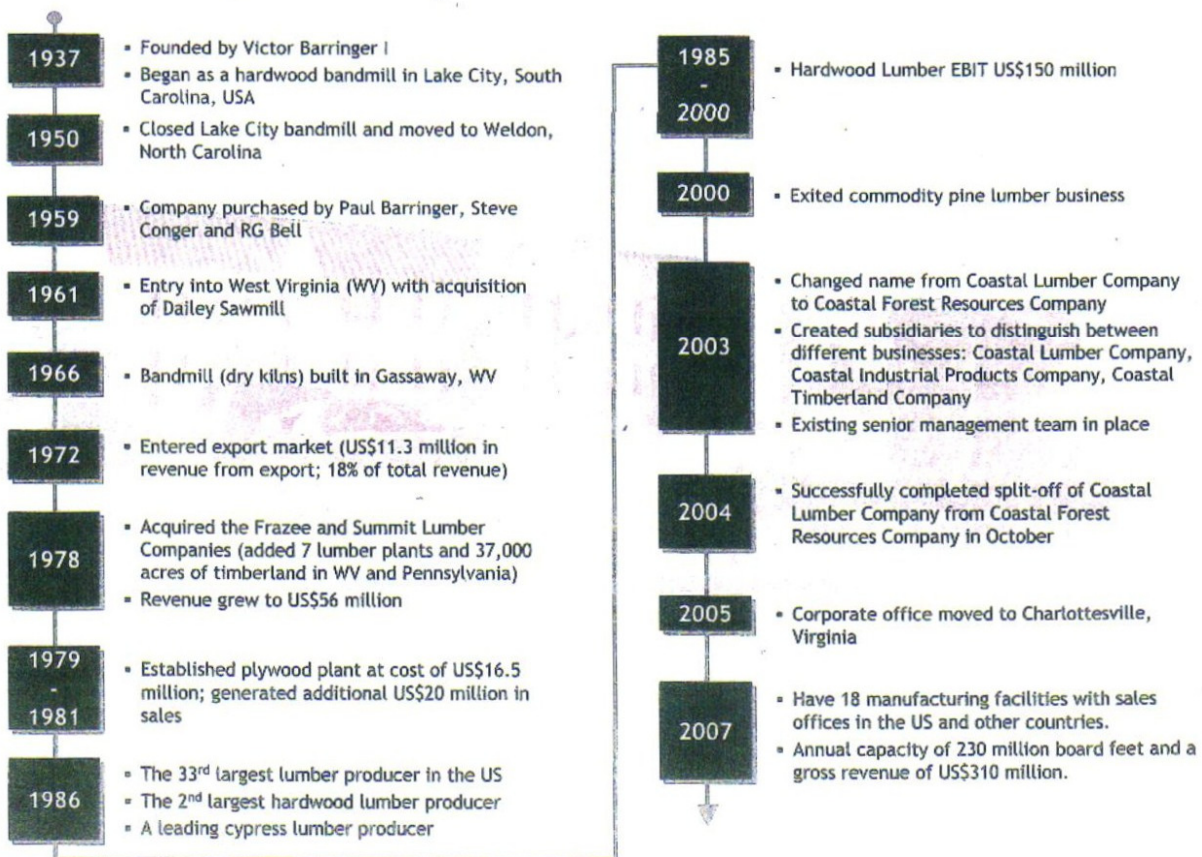 1937
▪ Founded by Victor Barringer I
▪ Began as a hardwood bandmill in Lake City, South
Carolina, USA
1950
▪ Closed Lake City bandmill and moved to Weldon,
North Carolina
1959
▪ Company purchased by Paul Barringer, Steve
Conger and RG Bell
1961
▪ Entry into West Virginia (WV) with acquisition
of Dailey Sawmill
1966
▪ Bandmill (dry kilns) built in Gassaway, WV
1972
▪ Entered export market (US$11.3 million in
revenue from export; 18% of total revenue)
1978
▪ Acquired the Frazee and Summit Lumber
Companies (added 7 lumber plants and 37,000
acres of timberland in WV and Pennsylvania)
▪ Revenue grew to US$56 million
1979
-
1981
▪ Established plywood plant at cost of US$16.5
million; generated additional US$20 million in
sales
1986
▪ The 33rd largest lumber producer in the US
▪ The 2nd largest hardwood lumber producer
▪ A leading cypress lumber producer
1985
-
2000
▪ Hardwood Lumber EBIT US$150 million
2000
▪ Exited commodity pine lumber business
2003
▪ Changed name from Coastal Lumber Company
to Coastal Forest Resources Company
▪ Created subsidiaries to distinguish between
different businesses: Coastal Lumber Company,
Coastal Industrial Products Company, Coastal
Timberland Company
▪ Existing senior management team in place
2004
▪ Successfully completed split-off of Coastal
Lumber Company from Coastal Forest
Resources Company in October
2005
▪ Corporate office moved to Charlottesville,
Virginia
2007
▪ Have 18 manufacturing facilities with sales
offices in the US and other countries.
▪ Annual capacity of 230 million board feet and a
gross revenue of US$310 million.